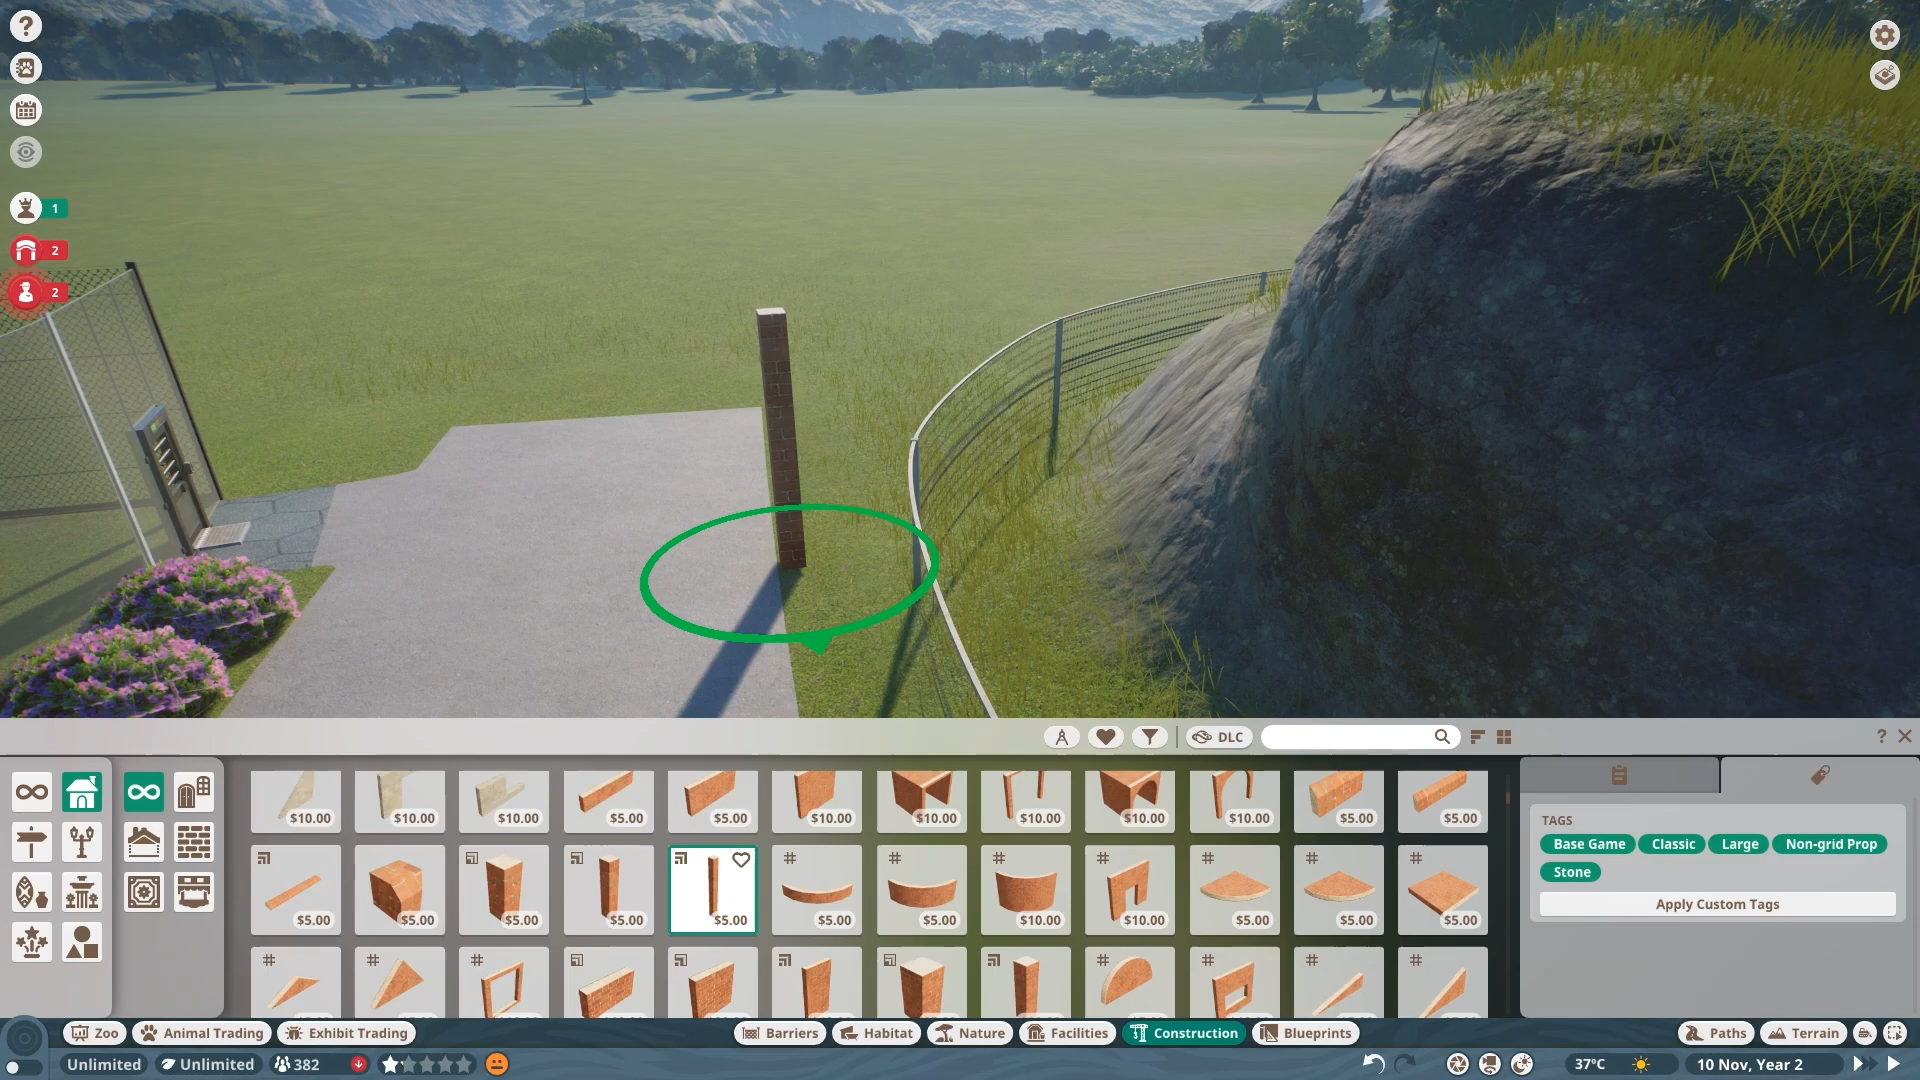 1
2
2
DLC
?
$10.00 $10.00 $10.00 $5.00 $5.00 $10.00 $10.00 $10.00 $10.00 $10.00 $5.00 $5.00
$5.00 $5.00 $5.00 $5.00 $5.00 $5.00 $5.00 $10.00 $10.00 $5.00 $5.00 $5.00
TAGS
Base Game Classic Large Non-grid Prop
Stone
Apply Custom Tags
Zoo Animal Trading Exhibit Trading Barriers Habitat Nature Facilities Construction Blueprints Paths Terrain
Unlimited Unlimited 382 37°C 10 Nov, Year 2